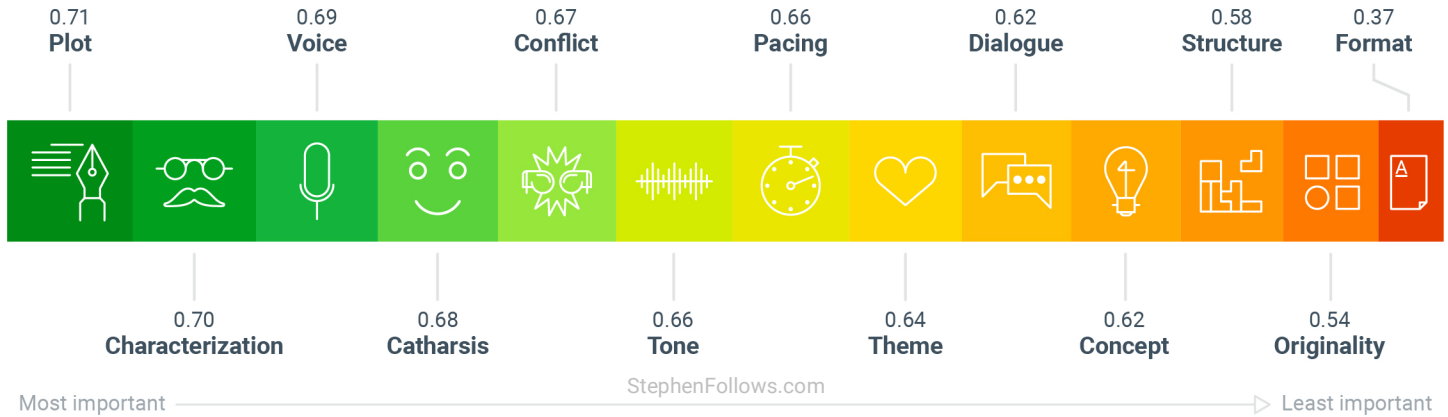 0.71
Plot
0.69
Voice
0.67
Conflict
0.66
Pacing
0.62
Dialogue
0.58
Structure
0.37
Format
A
0.70
Characterization
0.68
Catharsis
0.66
Tone
0.64
Theme
0.62
Concept
0.54
Originality
StephenFollows.com
Most important
Least important